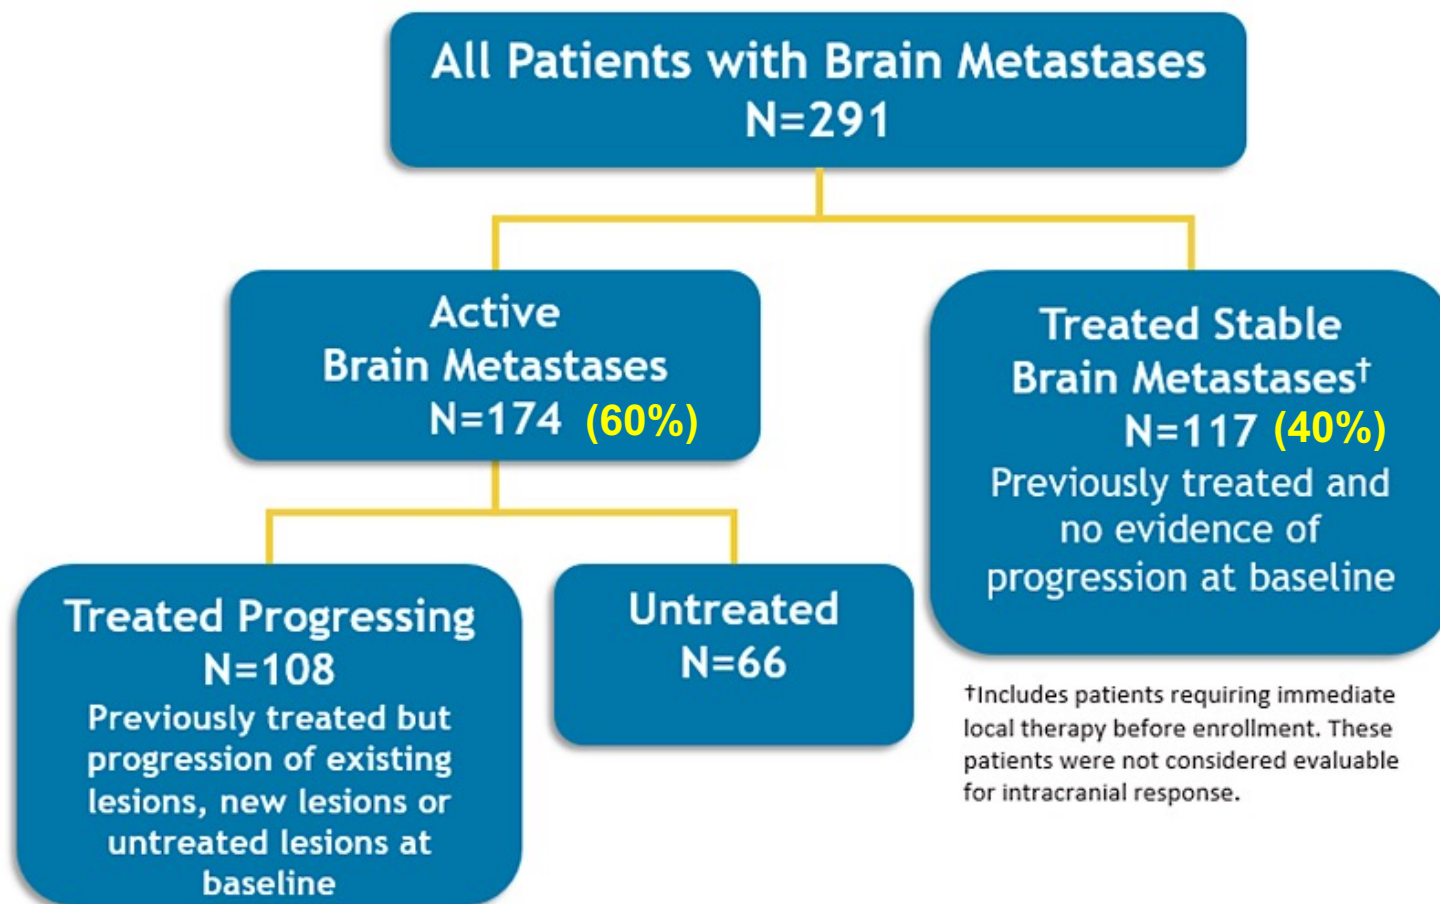 All Patients with Brain Metastases
N=291
Active
Brain Metastases
N=174 (60%)
Treated Stable
Brain Metastases†
N=117 (40%)
Previously treated and
no evidence of
progression at baseline
Treated Progressing
N=108
Previously treated but
progression of existing
lesions, new lesions or
untreated lesions at
baseline
Untreated
N=66
†Includes patients requiring immediate
local therapy before enrollment. These
patients were not considered evaluable
for intracranial response.